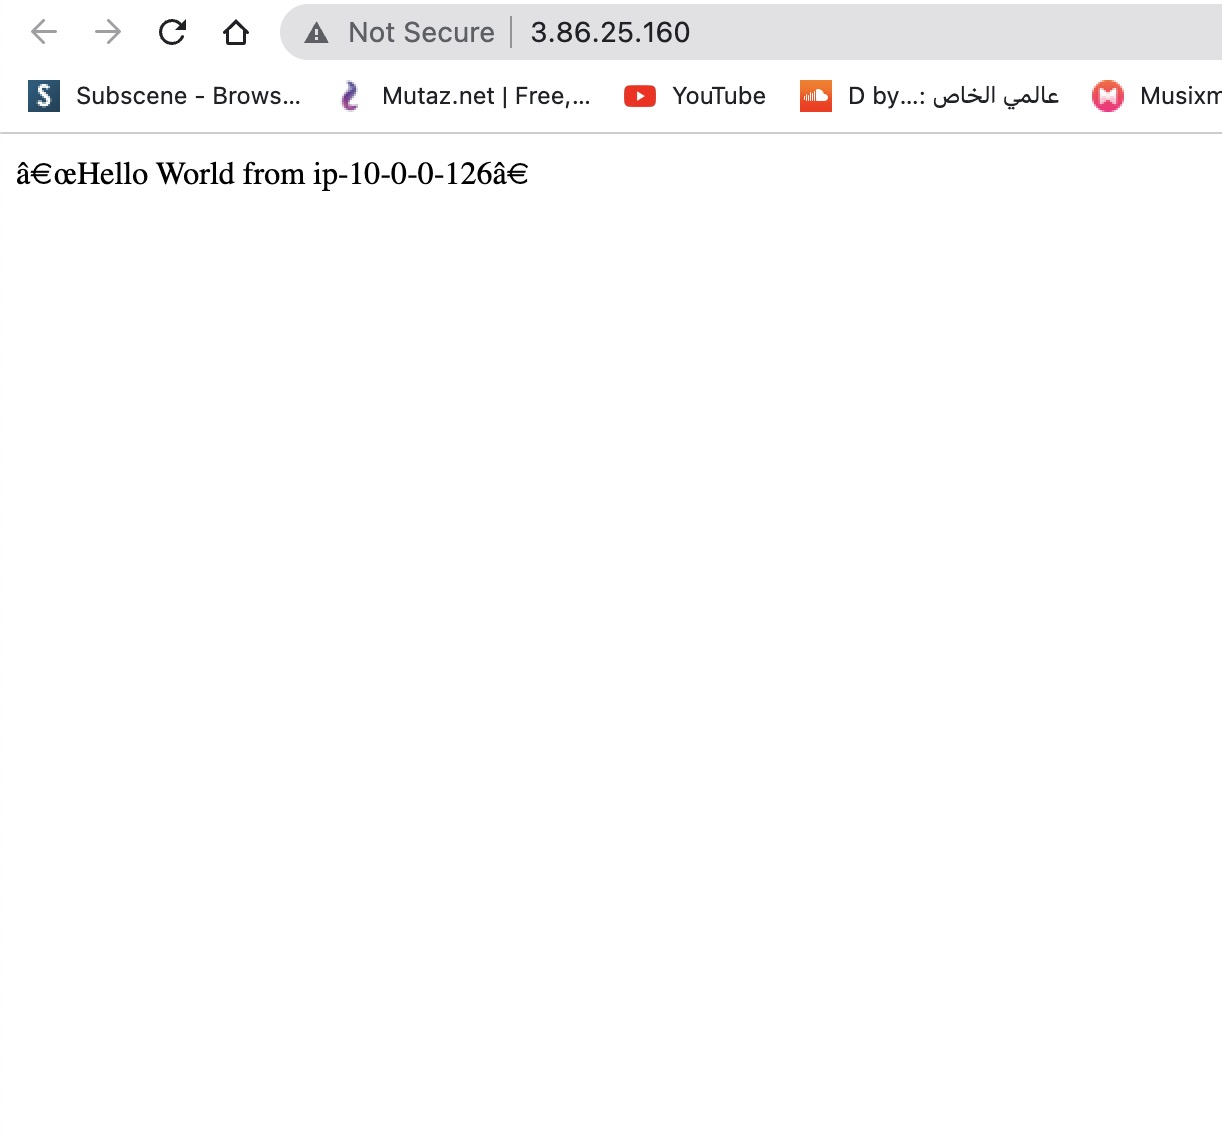 Not Secure | 3.86.25.160
Subscene - Brows... Mutaz.net | Free,... YouTube D by...: عالمي الخاص Musixm
â€œHello World from ip-10-0-0-126â€